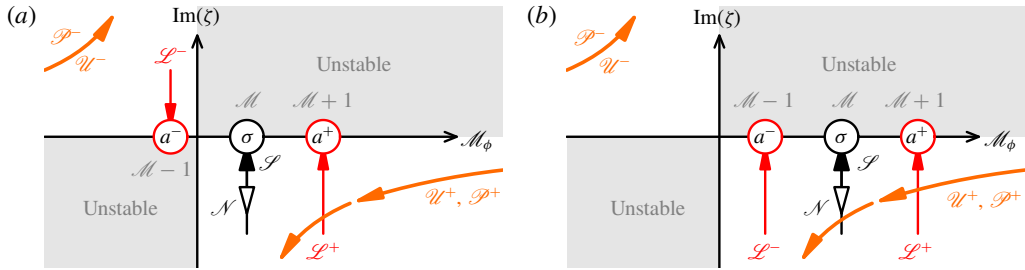 (a)
Im(ζ)
𝒫⁻
𝒰⁻
ℒ⁻
Unstable
ℳ
ℳ + 1
a⁻
σ
a⁺
ℳ_ϕ
ℳ − 1
𝒮
Unstable
𝒩
𝒰⁺, 𝒫⁺
ℒ⁺
(b)
Im(ζ)
𝒫⁻
𝒰⁻
Unstable
ℳ − 1
ℳ
ℳ + 1
a⁻
σ
a⁺
ℳ_ϕ
𝒮
Unstable
𝒩
𝒰⁺, 𝒫⁺
ℒ⁻
ℒ⁺